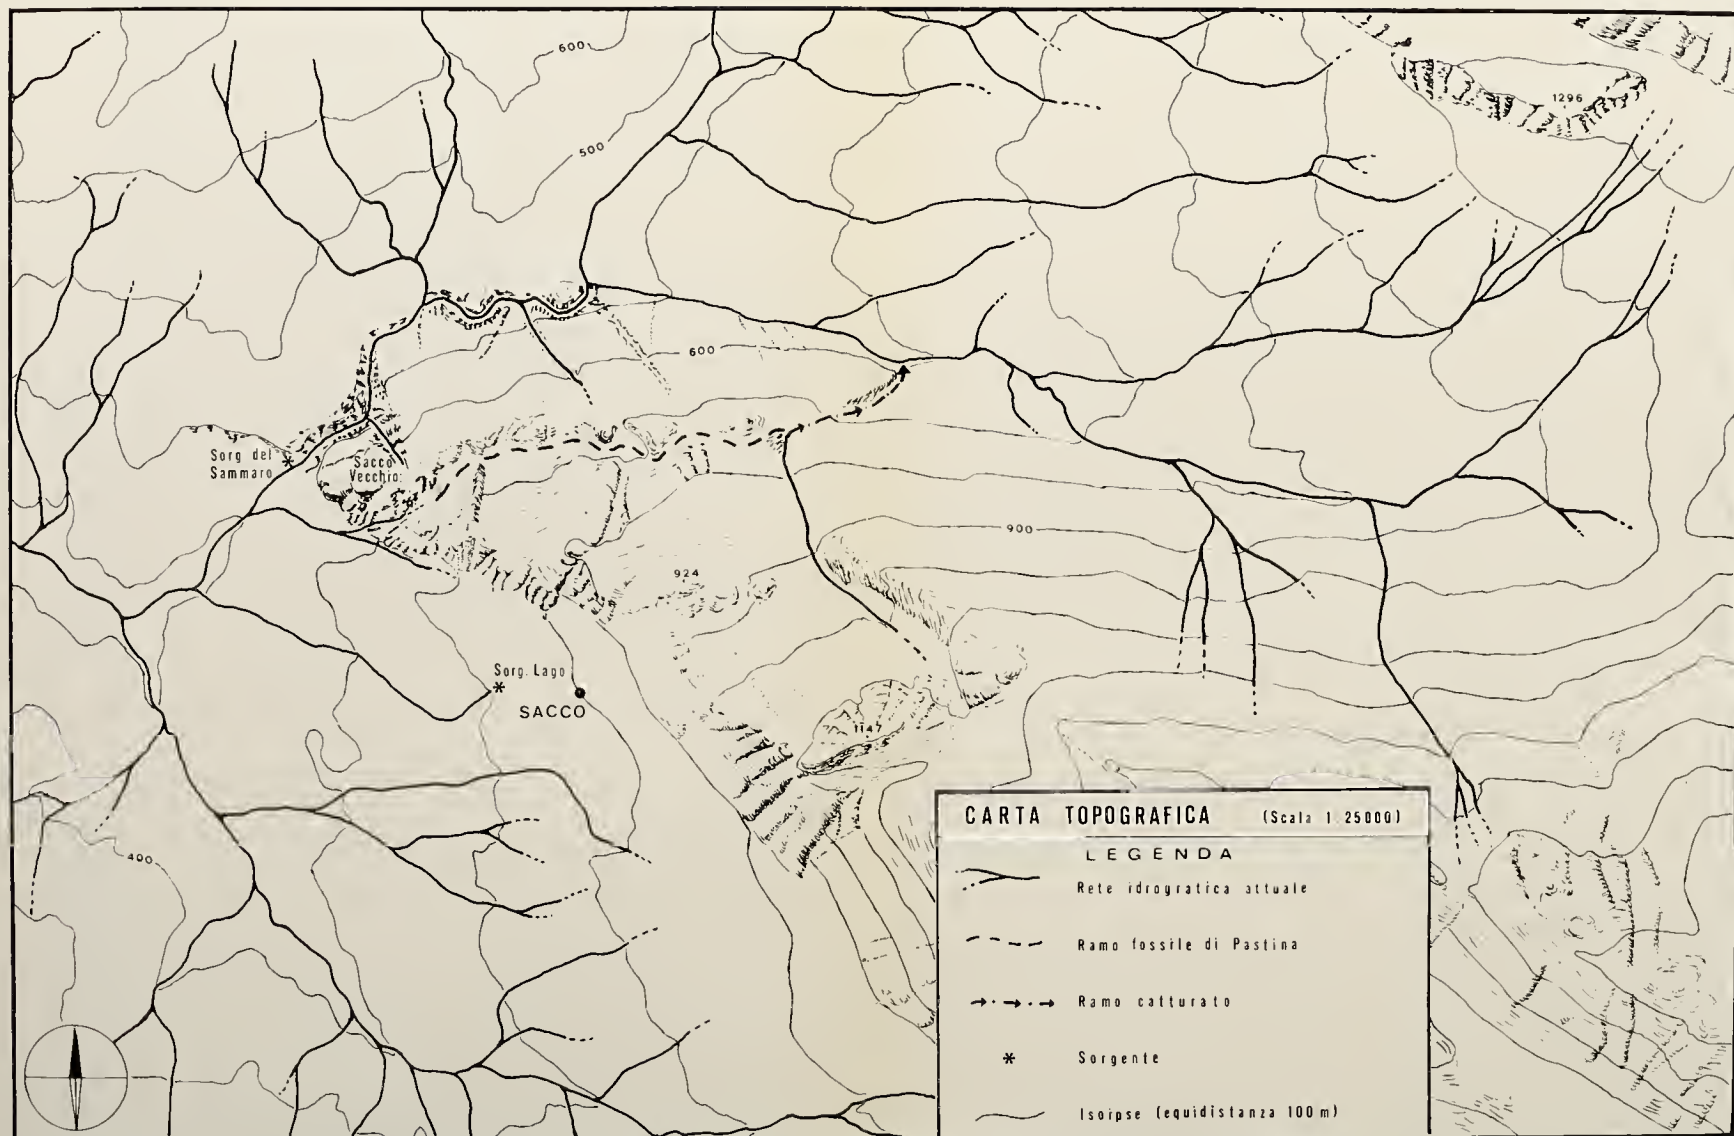 600
1296
500
600
Sorg del
Sammaro
Sacco
Vecchio
900
924
Sorg. Lago
SACCO
1147
400
CARTA TOPOGRAFICA (Scala 1:25000)
LEGENDA
Rete idrogratica attuale
Ramo fossile di Pastina
Ramo catturato
Sorgente
Isoipse (equidistanza 100 m)